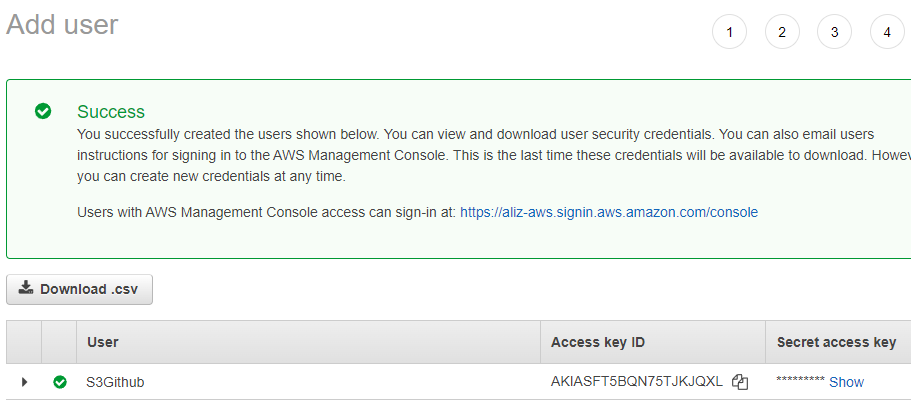 Add user
1 2 3 4
Success
You successfully created the users shown below. You can view and download user security credentials. You can also email users
instructions for signing in to the AWS Management Console. This is the last time these credentials will be available to download. Howev
you can create new credentials at any time.
Users with AWS Management Console access can sign-in at: https://aliz-aws.signin.aws.amazon.com/console
Download .csv
User Access key ID Secret access key
S3Github AKIASFT5BQN75TJKJQXL ********* Show